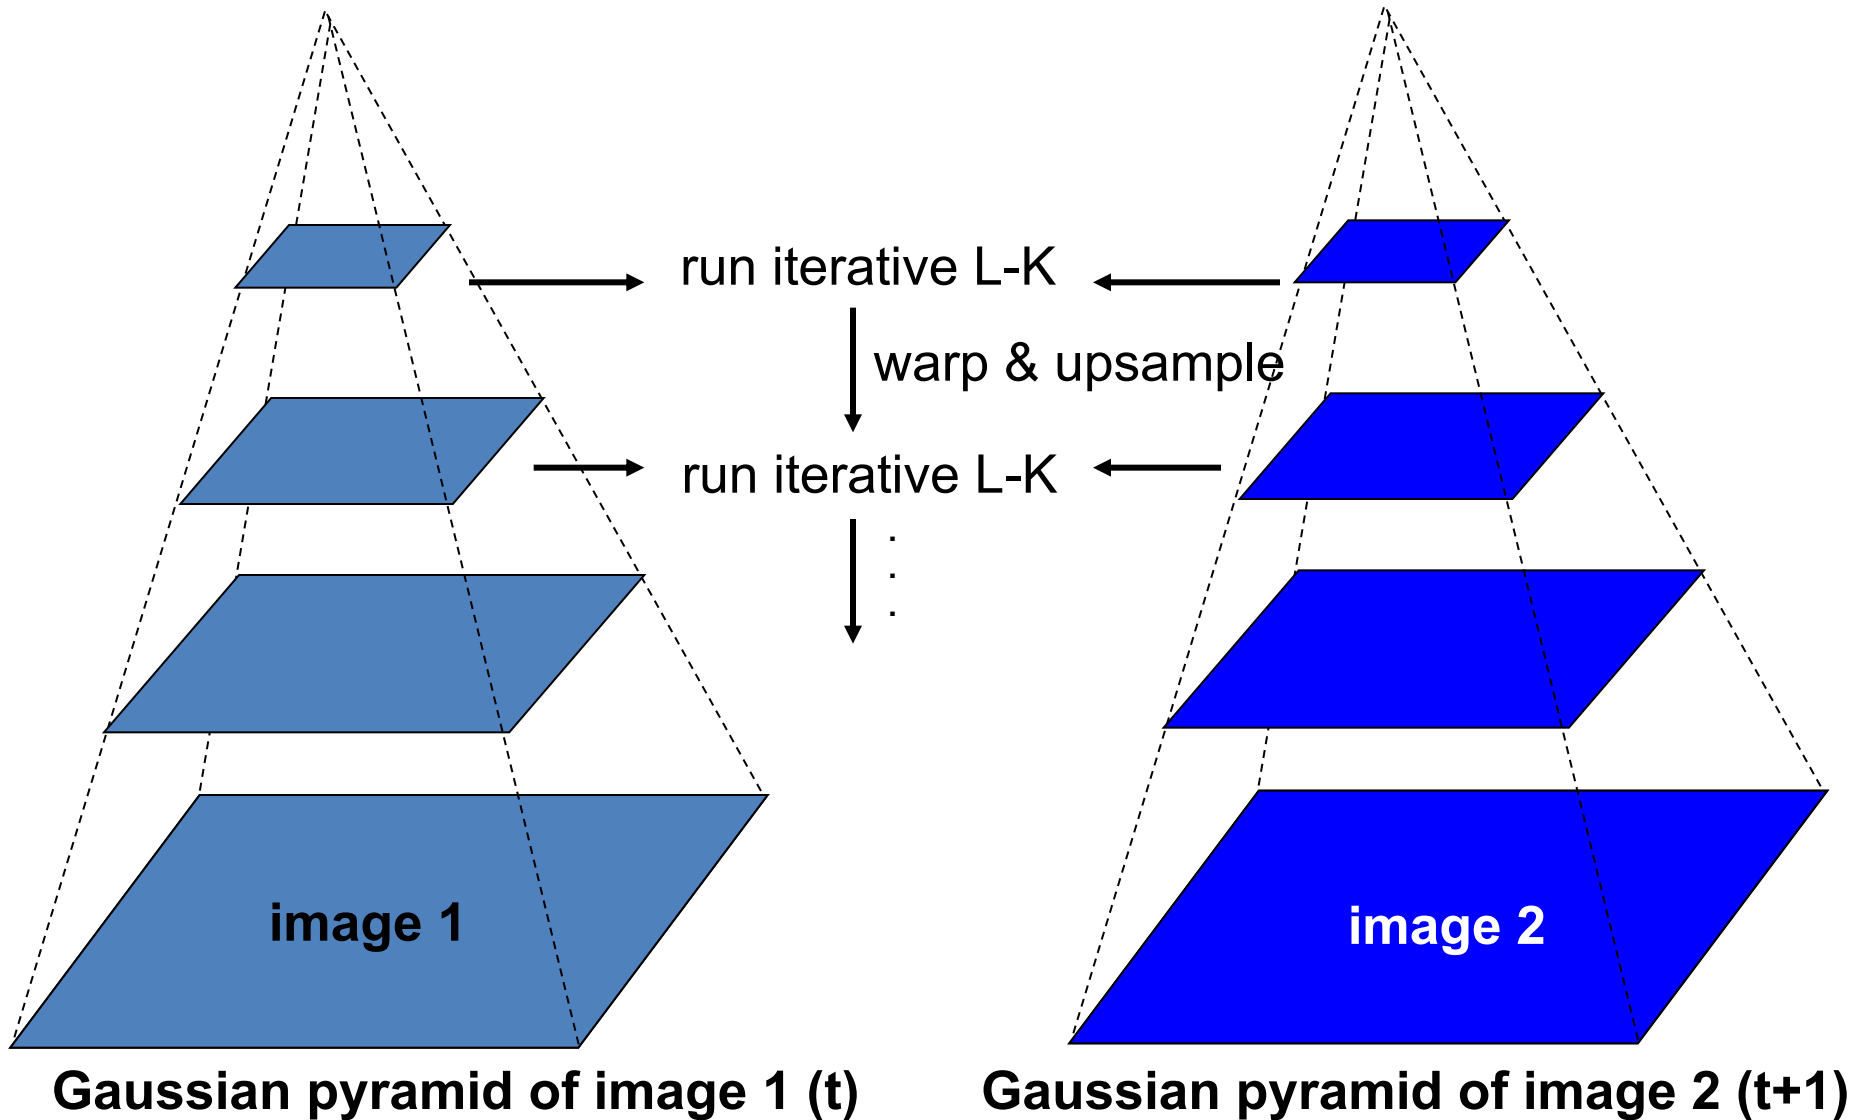 run iterative L-K
warp & upsample
run iterative L-K
.
.
.
image 1
image 2
Gaussian pyramid of image 1 (t)
Gaussian pyramid of image 2 (t+1)